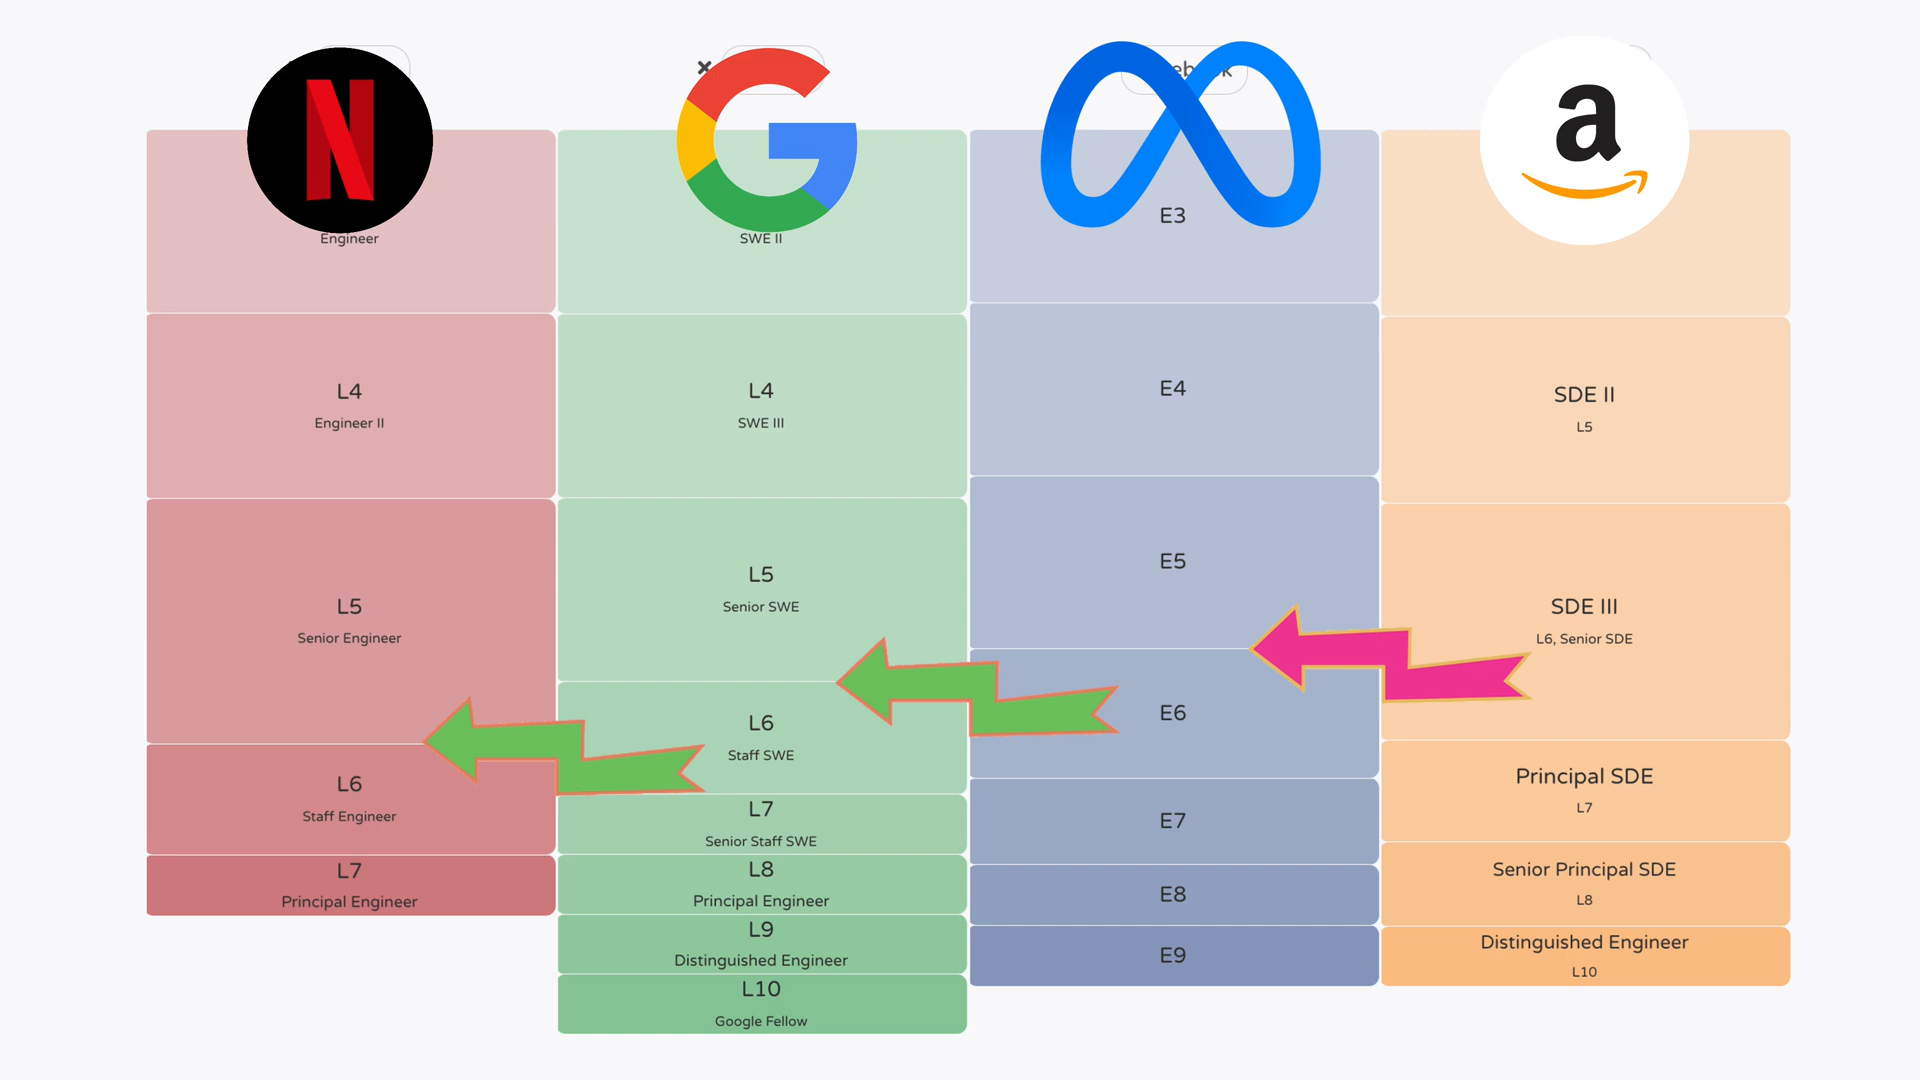 Engineer
L4
Engineer II
L5
Senior Engineer
L6
Staff Engineer
L7
Principal Engineer
SWE II
L4
SWE III
L5
Senior SWE
L6
Staff SWE
L7
Senior Staff SWE
L8
Principal Engineer
L9
Distinguished Engineer
L10
Google Fellow
E3
E4
E5
E6
E7
E8
E9
a
SDE II
L5
SDE III
L6, Senior SDE
Principal SDE
L7
Senior Principal SDE
L8
Distinguished Engineer
L10